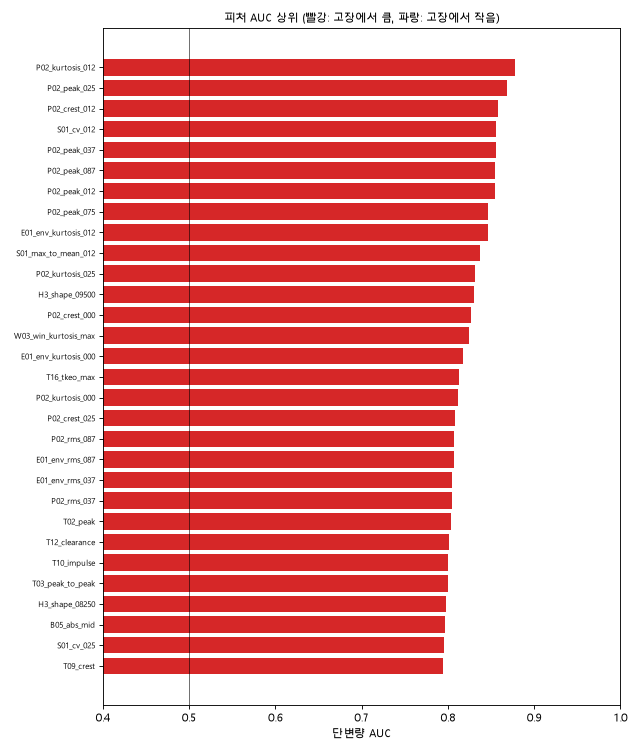 피처 AUC 상위 (빨강: 고장에서 큼, 파랑: 고장에서 작음)
P02_kurtosis_012
P02_peak_025
P02_crest_012
S01_cv_012
P02_peak_037
P02_peak_087
P02_peak_012
P02_peak_075
E01_env_kurtosis_012
S01_max_to_mean_012
P02_kurtosis_025
H3_shape_09500
P02_crest_000
W03_win_kurtosis_max
E01_env_kurtosis_000
T16_tkeo_max
P02_kurtosis_000
P02_crest_025
P02_rms_087
E01_env_rms_087
E01_env_rms_037
P02_rms_037
T02_peak
T12_clearance
T10_impulse
T03_peak_to_peak
H3_shape_08250
B05_abs_mid
S01_cv_025
T09_crest
0.4 0.5 0.6 0.7 0.8 0.9 1.0
단변량 AUC